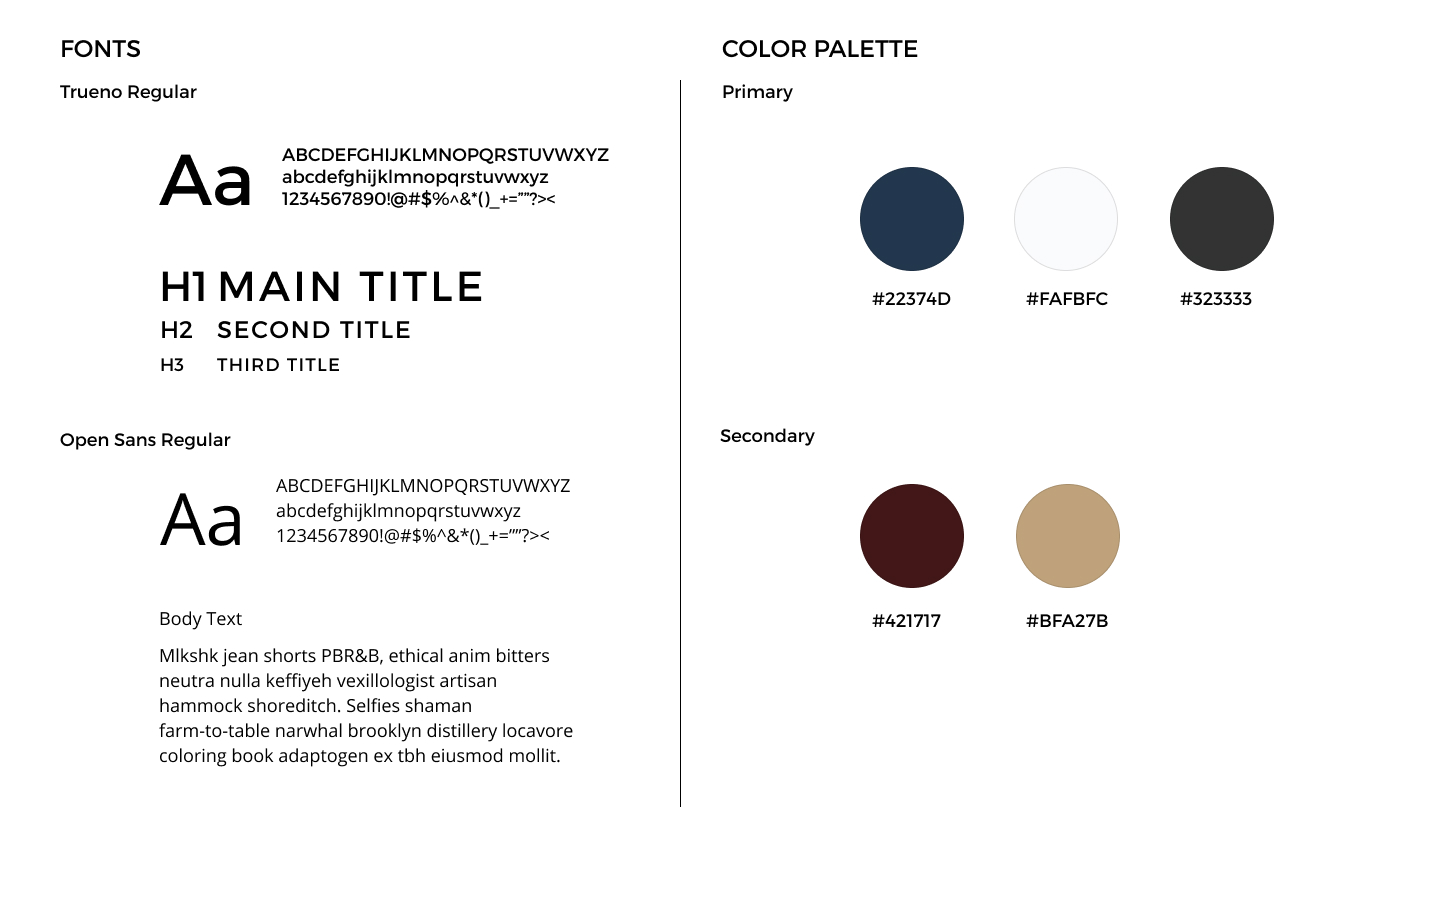 FONTS
Trueno Regular
Aa
ABCDEFGHIJKLMNOPQRSTUVWXYZ
abcdefghijklmnopqrstuvwxyz
1234567890!@#$%^&*()_+=””?><
H1 MAIN TITLE
H2 SECOND TITLE
H3 THIRD TITLE
Open Sans Regular
Aa
ABCDEFGHIJKLMNOPQRSTUVWXYZ
abcdefghijklmnopqrstuvwxyz
1234567890!@#$%^&*()_+=””?><
Body Text
Mlkshk jean shorts PBR&B, ethical anim bitters
neutra nulla keffiyeh vexillologist artisan
hammock shoreditch. Selfies shaman
farm-to-table narwhal brooklyn distillery locavore
coloring book adaptogen ex tbh eiusmod mollit.
COLOR PALETTE
Primary
#22374D
#FAFBFC
#323333
Secondary
#421717
#BFA27B